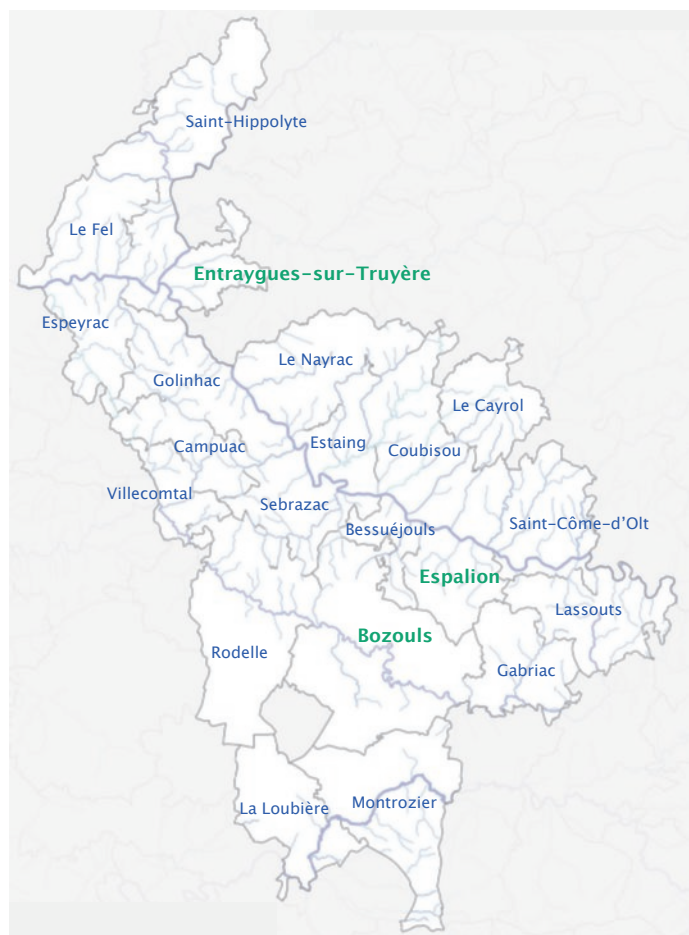 Saint-Hippolyte
Le Fel
Entraygues-sur-Truyère
Espeyrac
Le Nayrac
Golinhac
Le Cayrol
Estaing
Campuac
Coubisou
Villecomtal
Sebrazac
Saint-Côme-d'Olt
Bessuéjouls
Espalion
Lassouts
Bozouls
Rodelle
Gabriac
La Loubière
Montrozier